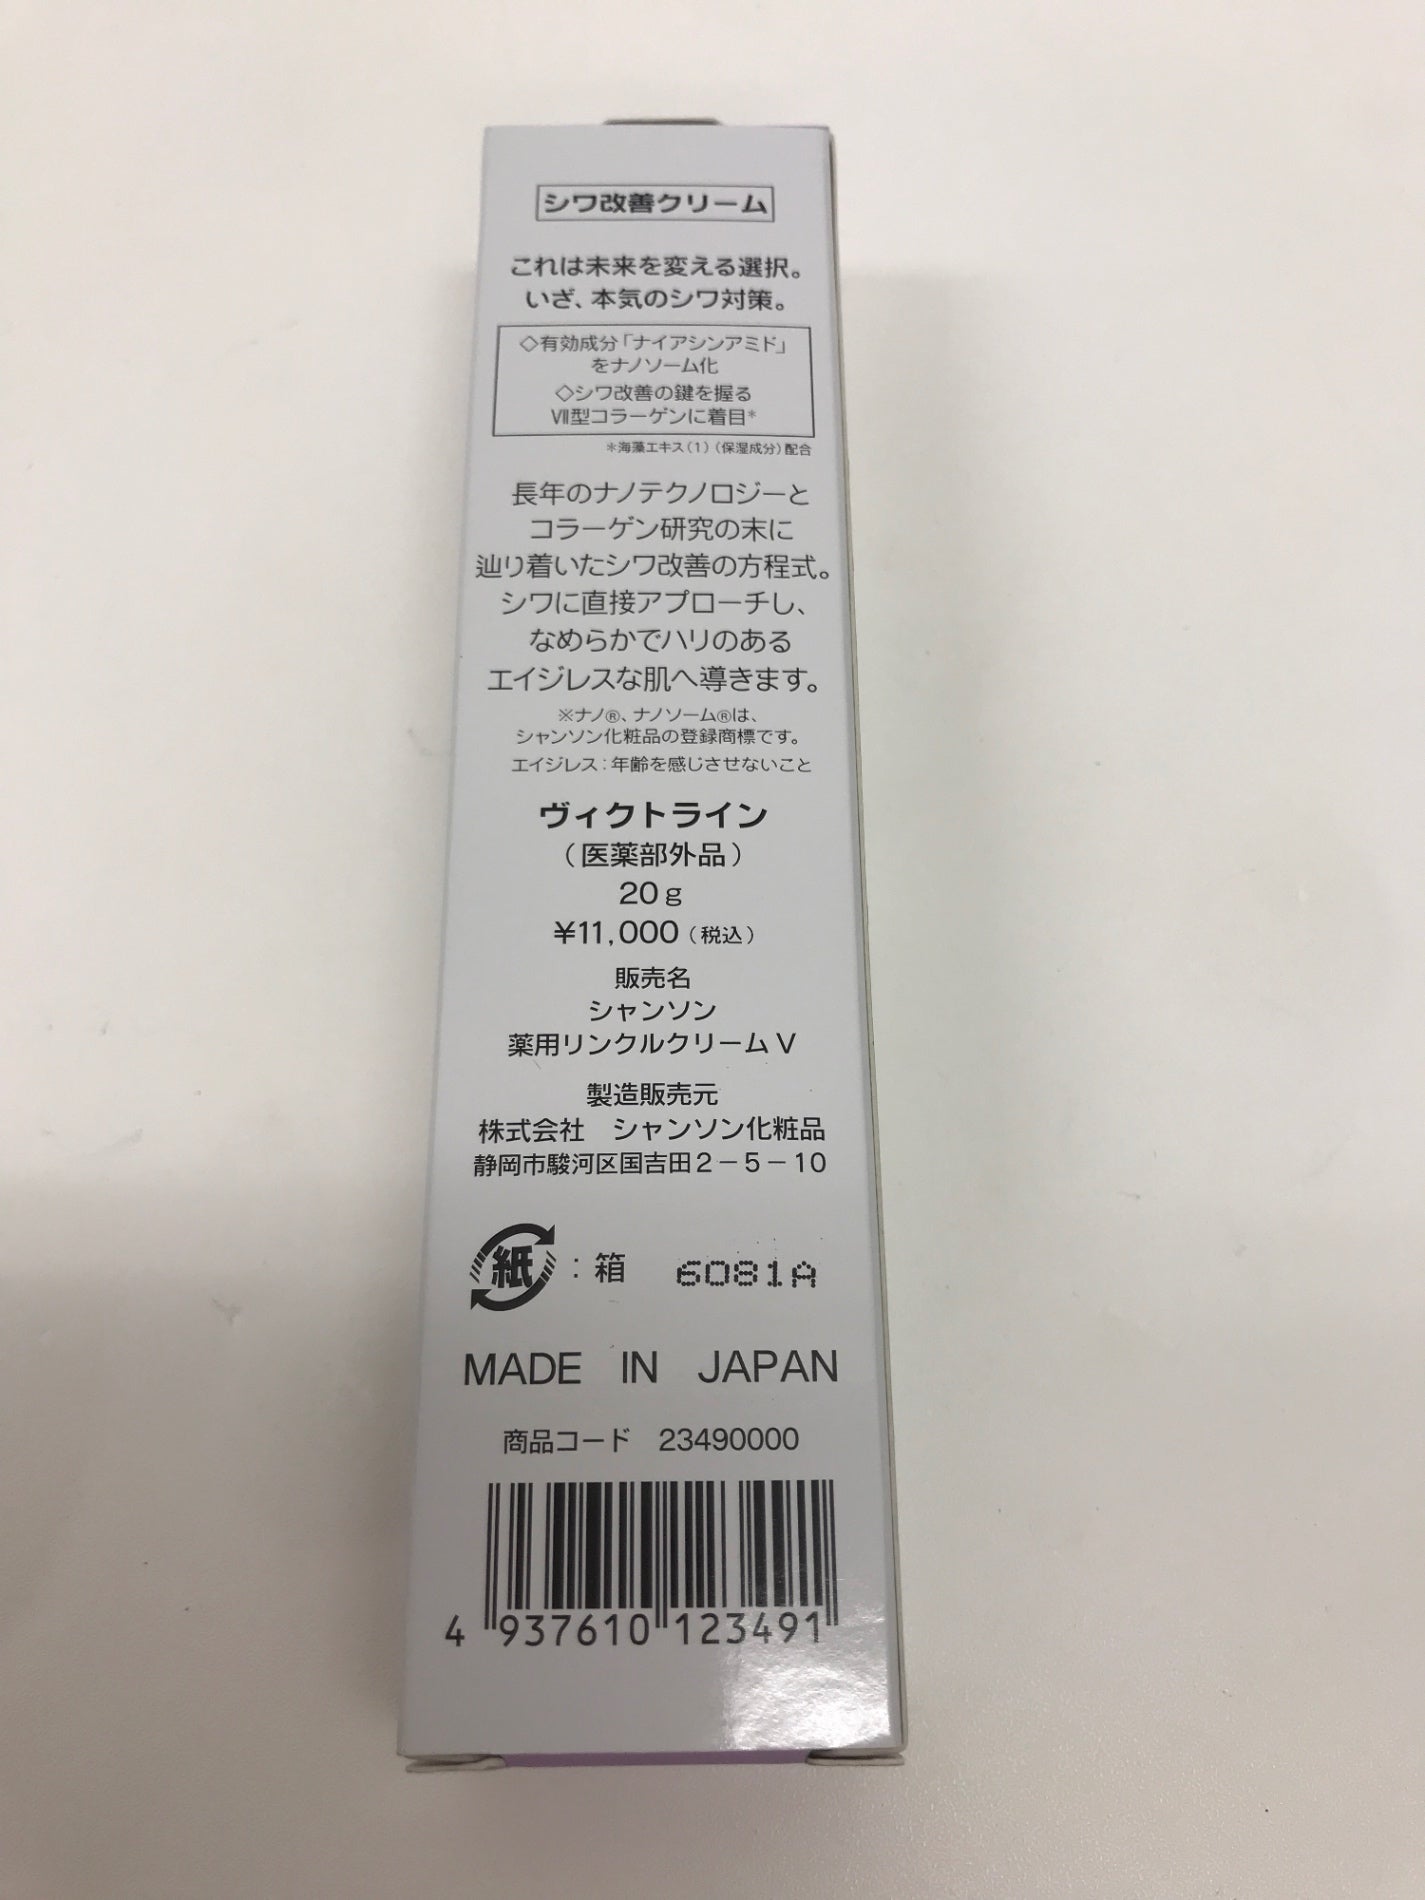 シワ改善クリーム
これは未来を変える選択。
いざ、本気のシワ対策。
◇有効成分「ナイアシンアミド」
をナノソーム化
◇シワ改善の鍵を握る
Ⅶ型コラーゲンに着目*
*海藻エキス(1)(保湿成分)配合
長年のナノテクノロジーと
コラーゲン研究の末に
辿り着いたシワ改善の方程式。
シワに直接アプローチし、
なめらかでハリのある
エイジレスな肌へ導きます。
※ナノ®、ナノソーム®は、
シャンソン化粧品の登録商標です。
エイジレス：年齢を感じさせないこと
ヴィクトライン
(医薬部外品)
20g
¥11,000(税込)
販売名
シャンソン
薬用リンクルクリームV
製造販売元
株式会社　シャンソン化粧品
静岡市駿河区国吉田2－5－10
紙：箱　6081A
MADE IN JAPAN
商品コード　23490000
4 937610 123491